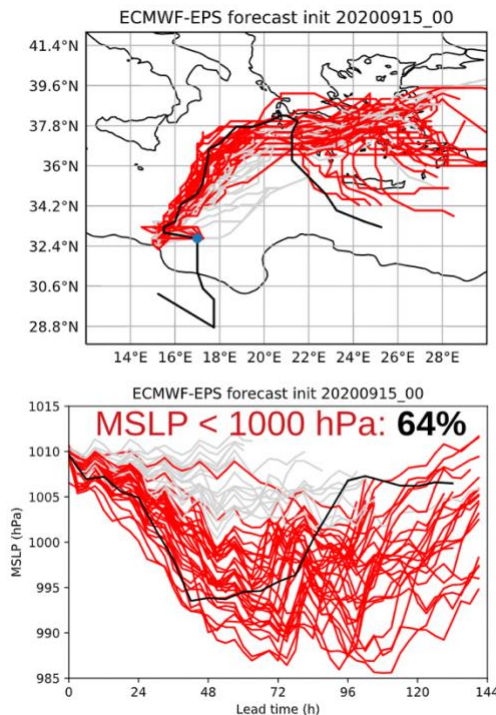 ECMWF-EPS forecast init 20200915_00
41.4°N
39.6°N
37.8°N
36°N
34.2°N
32.4°N
30.6°N
28.8°N
14°E 16°E 18°E 20°E 22°E 24°E 26°E 28°E
ECMWF-EPS forecast init 20200915_00
MSLP < 1000 hPa: 64%
1015
1010
1005
1000
995
990
985
MSLP (hPa)
0 24 48 72 96 120 144
Lead time (h)